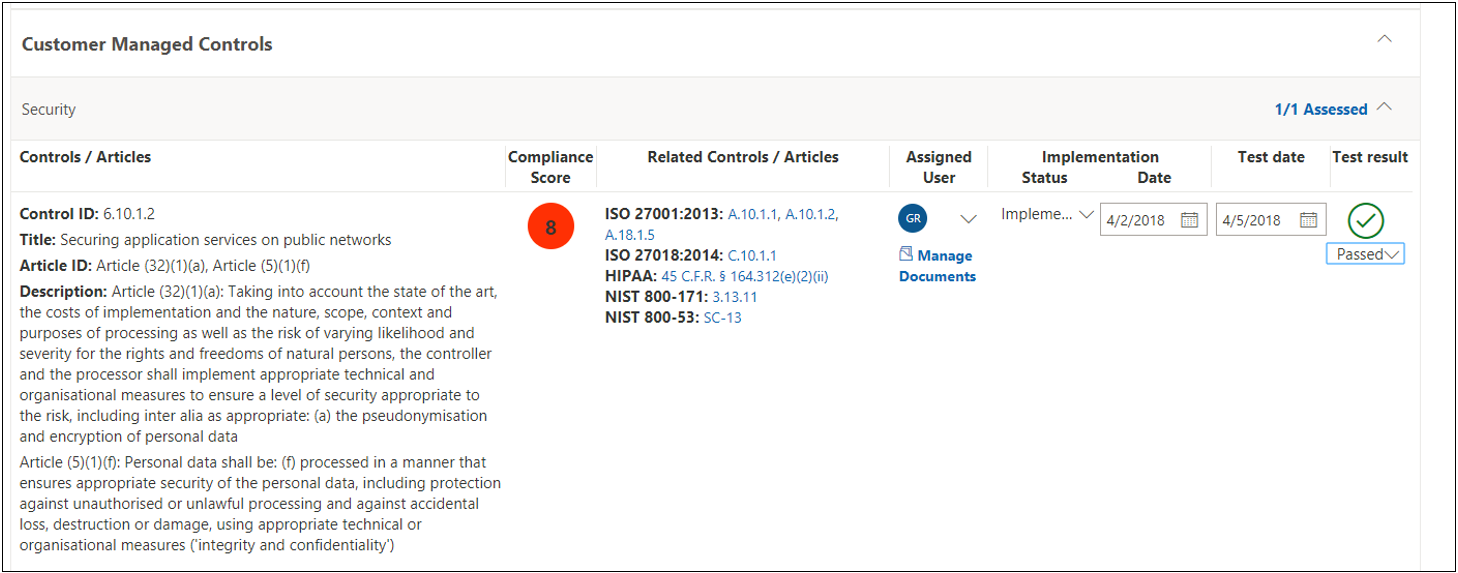 Customer Managed Controls
Security
1/1 Assessed
Controls / Articles
Compliance
Score
Related Controls / Articles
Assigned
User
Implementation
Status Date
Test date
Test result
Control ID: 6.10.1.2
Title: Securing application services on public networks
Article ID: Article (32)(1)(a), Article (5)(1)(f)
Description: Article (32)(1)(a): Taking into account the state of the art,
the costs of implementation and the nature, scope, context and
purposes of processing as well as the risk of varying likelihood and
severity for the rights and freedoms of natural persons, the controller
and the processor shall implement appropriate technical and
organisational measures to ensure a level of security appropriate to
the risk, including inter alia as appropriate: (a) the pseudonymisation
and encryption of personal data
Article (5)(1)(f): Personal data shall be: (f) processed in a manner that
ensures appropriate security of the personal data, including protection
against unauthorised or unlawful processing and against accidental
loss, destruction or damage, using appropriate technical or
organisational measures ('integrity and confidentiality')
8
ISO 27001:2013: A.10.1.1, A.10.1.2,
A.18.1.5
ISO 27018:2014: C.10.1.1
HIPAA: 45 C.F.R. § 164.312(e)(2)(ii)
NIST 800-171: 3.13.11
NIST 800-53: SC-13
GR
Manage
Documents
Impleme...
4/2/2018
4/5/2018
Passed